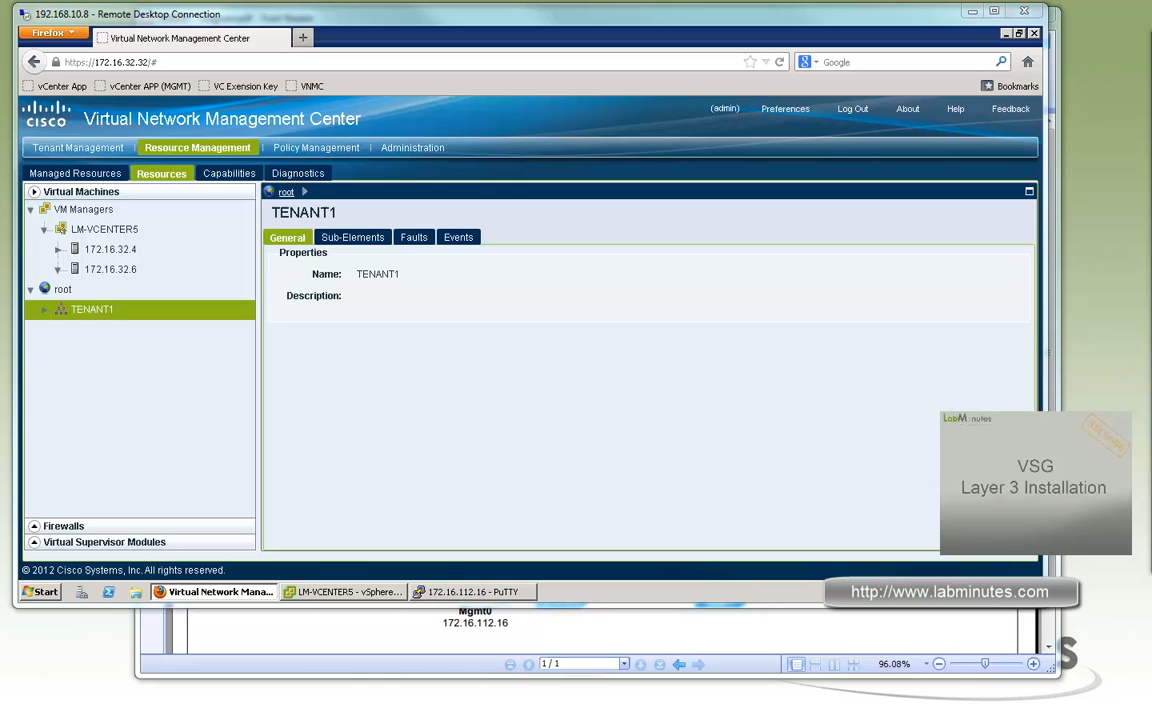 192.168.10.8 - Remote Desktop Connection
Firefox
Virtual Network Management Center
https://172.16.32.32/#
Google
vCenter App
vCenter APP (MGMT)
VC Exension Key
VNMC
Bookmarks
CISCO
Virtual Network Management Center
(admin)
Preferences
Log Out
About
Help
Feedback
Tenant Management
Resource Management
Policy Management
Administration
Managed Resources
Resources
Capabilities
Diagnostics
Virtual Machines
VM Managers
LM-VCENTER5
172.16.32.4
172.16.32.6
root
TENANT1
root
TENANT1
General
Sub-Elements
Faults
Events
Properties
Name: TENANT1
Description:
LabMinutes
VSG
Layer 3 Installation
Firewalls
Virtual Supervisor Modules
© 2012 Cisco Systems, Inc. All rights reserved.
Start
Virtual Network Mana...
LM-VCENTER5 - vSphere...
172.16.112.16 - PuTTY
http://www.labminutes.com
Mgmt0
172.16.112.16
1 / 1
96.08%